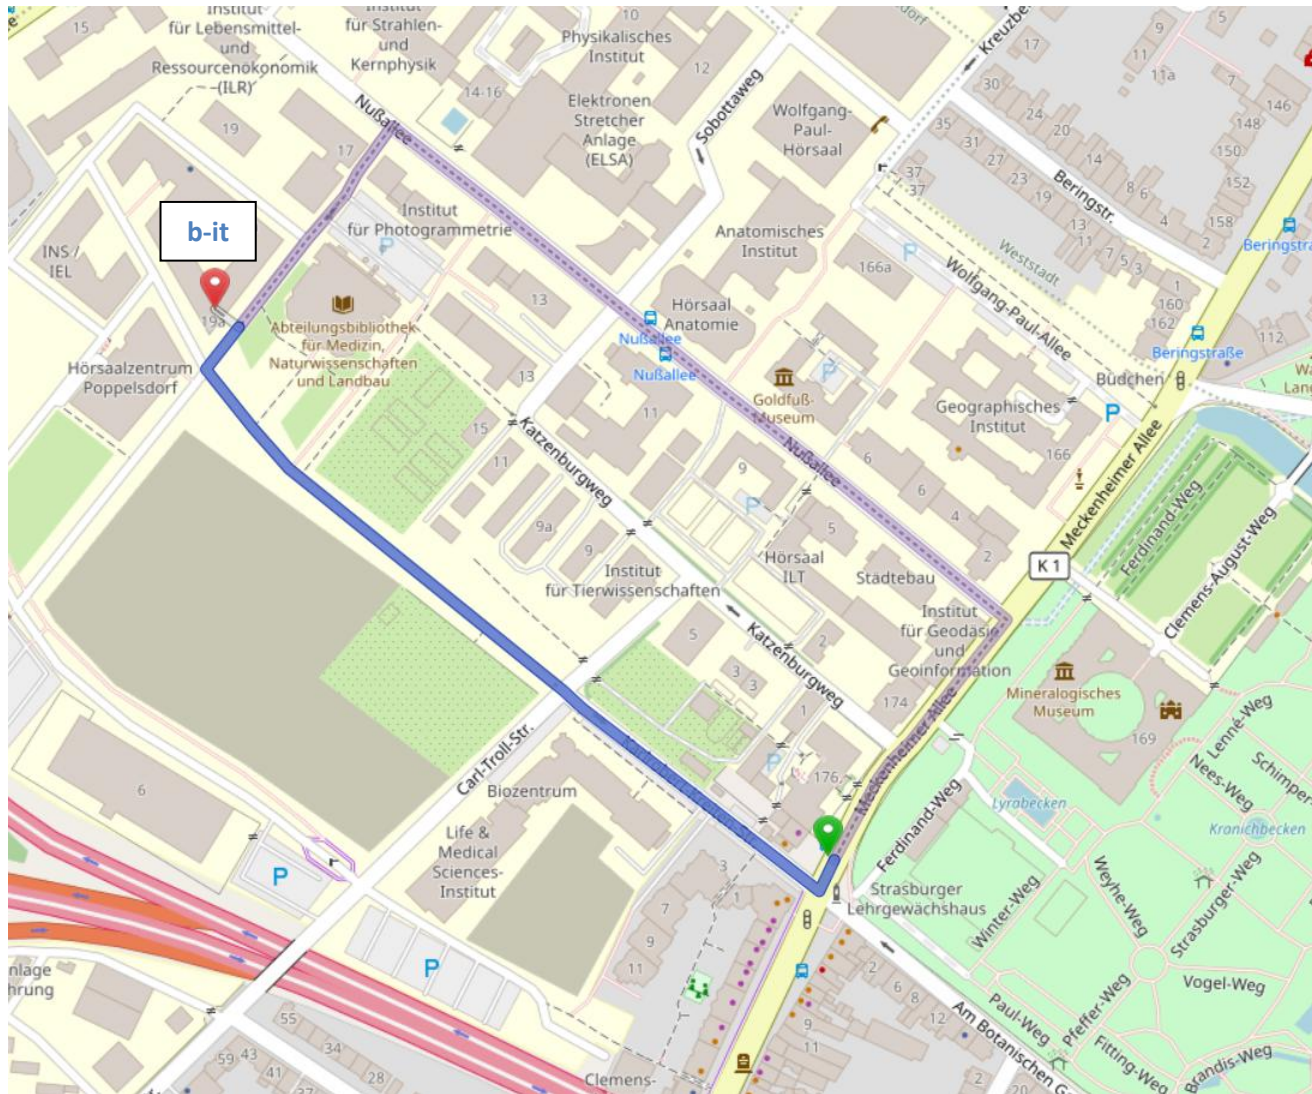 15
Institut
für Lebensmittel-
und
Ressourcenökonomik
(ILR)
Institut
für Strahlen-
und
Kernphysik
14-16
10
Physikalisches
Institut
12
Elektronen
Stretcher
Anlage
(ELSA)
Sobottaweg
Wolfgang-
Paul-
Hörsaal
Kreuzbe
17
30
35
31
27
23
19
13
11
24
20
14
8
6
4
2
Beringstr.
9
11a
5
7
146
148
150
152
158
Beringstra
37
37
Nußallee
19
17
b-it
INS /
IEL
19a
Institut
für Photogrammetrie
P
Abteilungsbibliothek
für Medizin,
Naturwissenschaften
und Landbau
Hörsaalzentrum
Poppelsdorf
13
13
Anatomisches
Institut
166a
P
Weststadt
Wolfgang-Paul-Allee
7
5
3
1
160
162
112
Beringstraße
Büdchen
P
Hörsaal
Anatomie
Nußallee
Nußallee
Goldfuß-
Museum
P
Geographisches
Institut
166
Nußallee
11
9
P
6
6
4
2
5
Hörsaal
ILT
Städtebau
15
11
9a
9
Katzenburgweg
Institut
für Tierwissenschaften
Meckenheimer Allee
K 1
Ferdinand-Weg
Clemens-August-Weg
Institut
für Geodäsie
und
Geoinformation
174
Katzenburgweg
5
3
3
2
1
176
P
Mineralogisches
Museum
169
Lenné-Weg
Nees-Weg
Schimper
Kranichbecken
Lyrabecken
Meckenheimer Allee
Ferdinand-Weg
Carl-Troll-Str.
Biozentrum
6
Life &
Medical
Sciences-
Institut
P
P
3
1
7
9
11
Strasburger
Lehrgewächshaus
Winter-Weg
Weyhe-Weg
Strasburger-Weg
Vogel-Weg
Paul-Weg
Pfeffer-Weg
Fitting-Weg
Brandis-Weg
Am Botanischen Ga
2
6
8
12
9
11
2
20
nlage
hrung
55
59
43
41
37
34
28
Clemens-